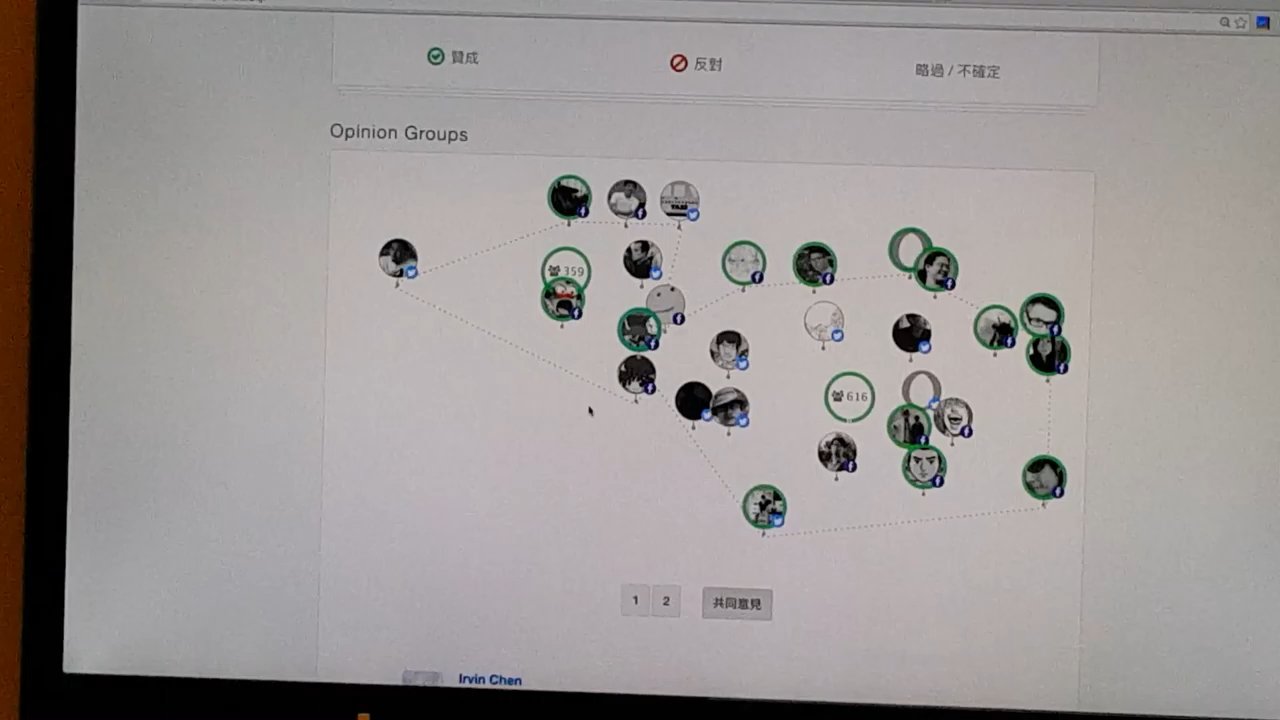 贊成
反對
略過 / 不確定
Opinion Groups
TAXI
359
616
1
2
共同意見
Irvin Chen